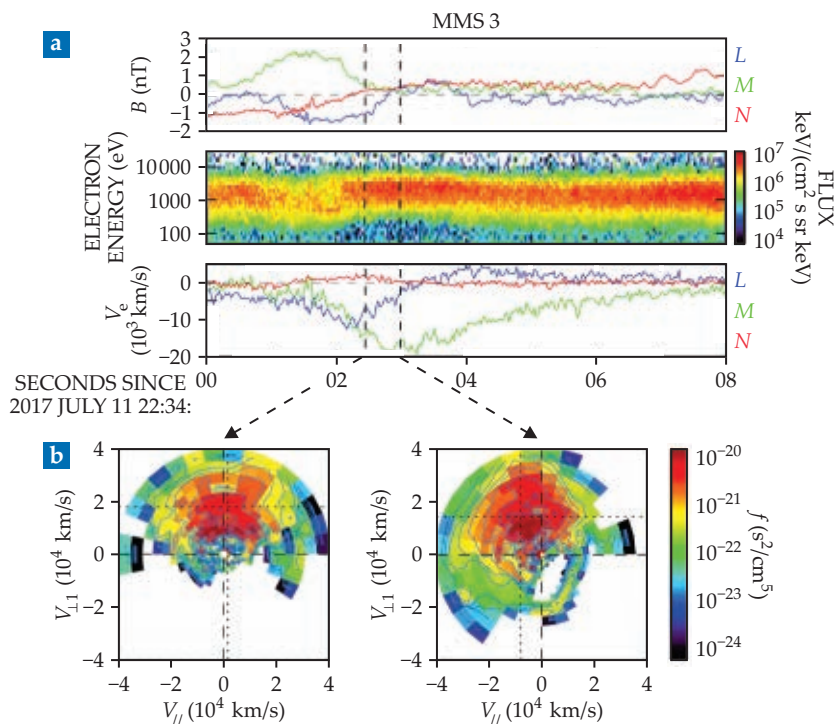 MMS 3
a
B (nT)
3
2
1
0
−1
−2
L
M
N
ELECTRON
ENERGY (eV)
10 000
1000
100
10⁷
10⁶
10⁵
10⁴
FLUX
keV/(cm² s sr keV)
Vₑ
(10³ km/s)
0
−10
−20
L
M
N
SECONDS SINCE
2017 JULY 11 22:34:
00 02 04 06 08
b
V⊥1 (10⁴ km/s)
4
2
0
−2
−4
−4 −2 0 2 4
V// (10⁴ km/s)
V⊥1 (10⁴ km/s)
4
2
0
−2
−4
−4 −2 0 2 4
V// (10⁴ km/s)
10⁻²⁰
10⁻²¹
10⁻²²
10⁻²³
10⁻²⁴
f (s²/cm⁵)